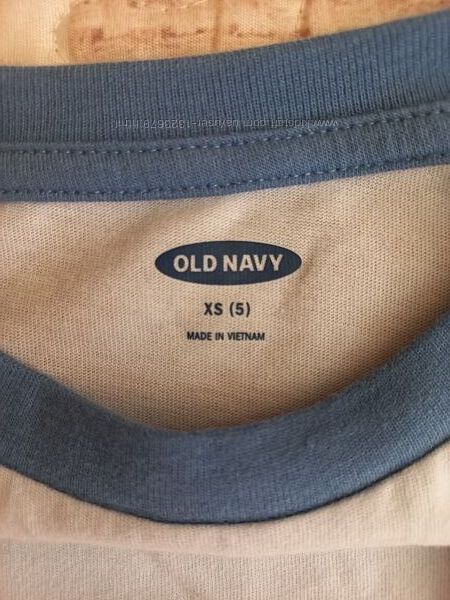 OLD NAVY
XS (5)
MADE IN VIETNAM